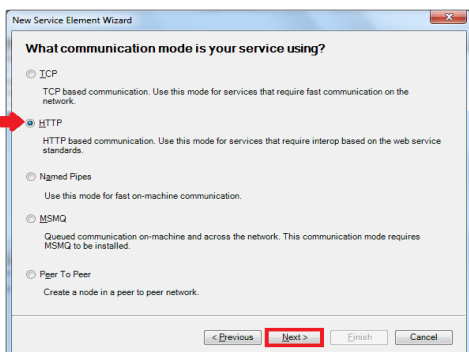 New Service Element Wizard
What communication mode is your service using?
TCP
TCP based communication. Use this mode for services that require fast communication on the
network.
HTTP
HTTP based communication. Use this mode for services that require interop based on the web service
standards.
Named Pipes
Use this mode for fast on-machine communication.
MSMQ
Queued communication on-machine and across the network. This communication mode requires
MSMQ to be installed.
Peer To Peer
Create a node in a peer to peer network.
< Previous Next > Finish Cancel